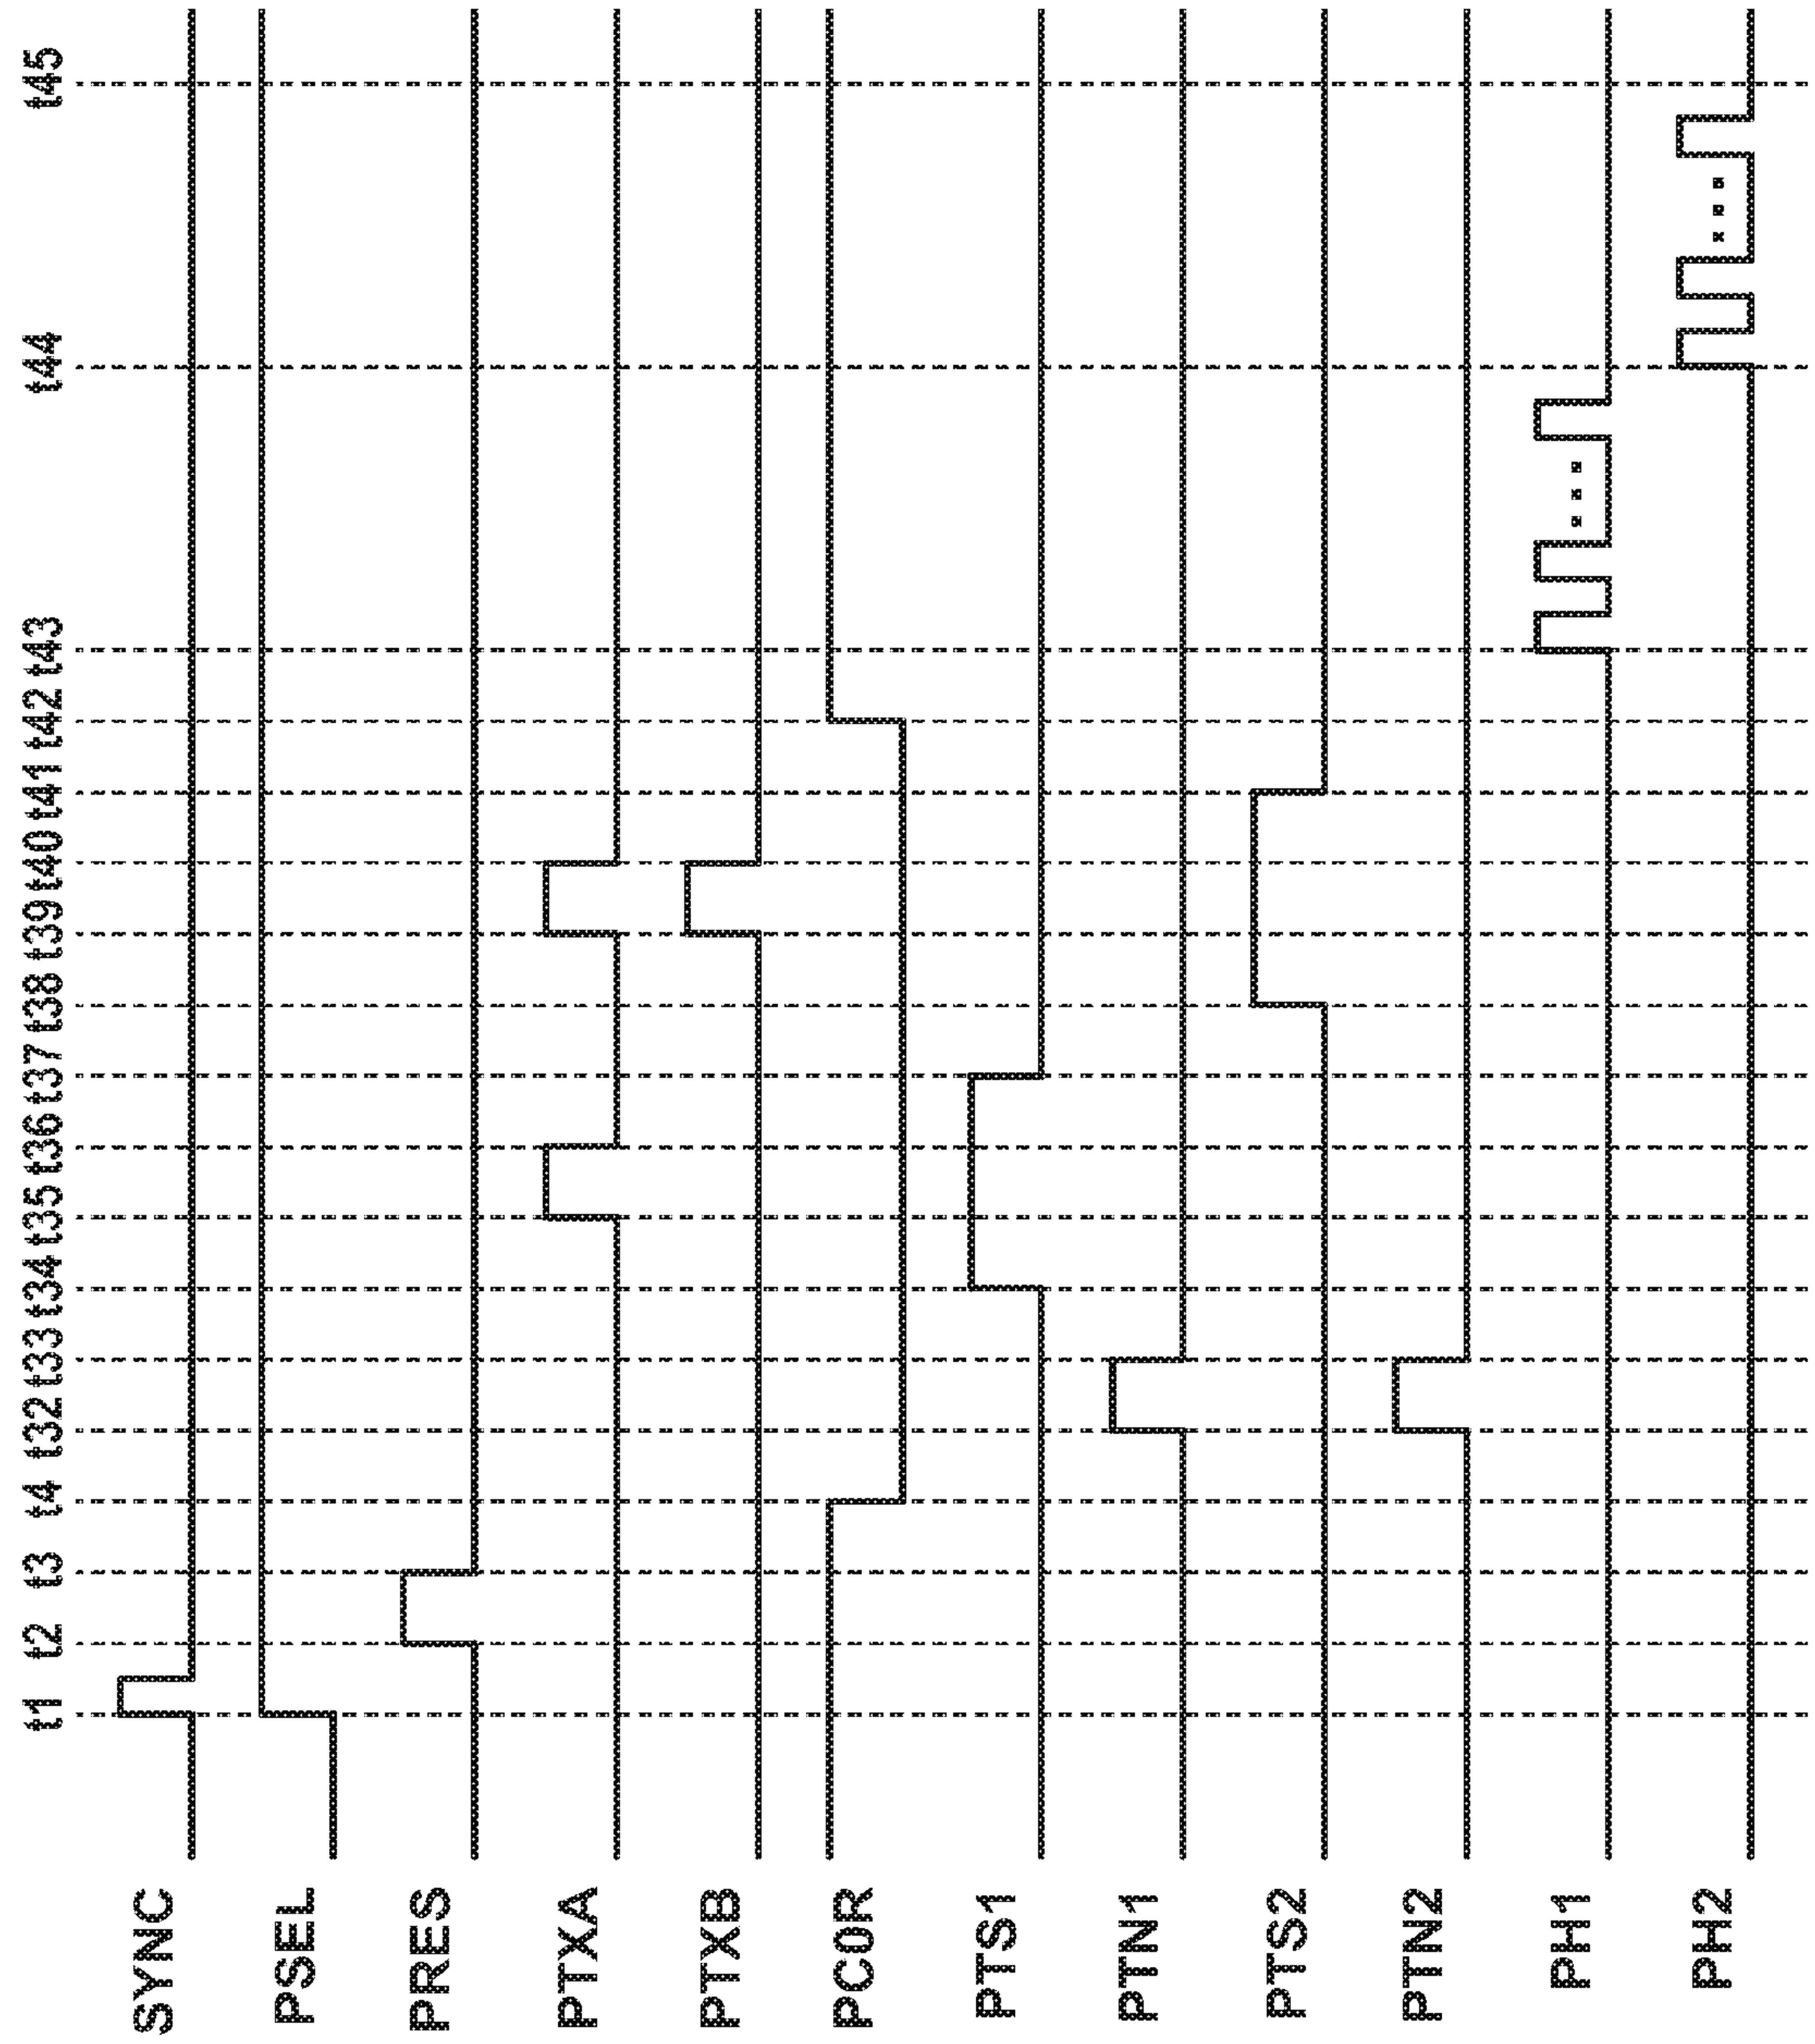 t1 t2 t3 t4 t32 t33 t34 t35 t36 t37 t38 t39 t40 t41 t42 t43 t44 t45
SYNC
PSEL
PRES
PTXA
PTXB
PC0R
PTS1
PTN1
PTS2
PTN2
PH1
PH2